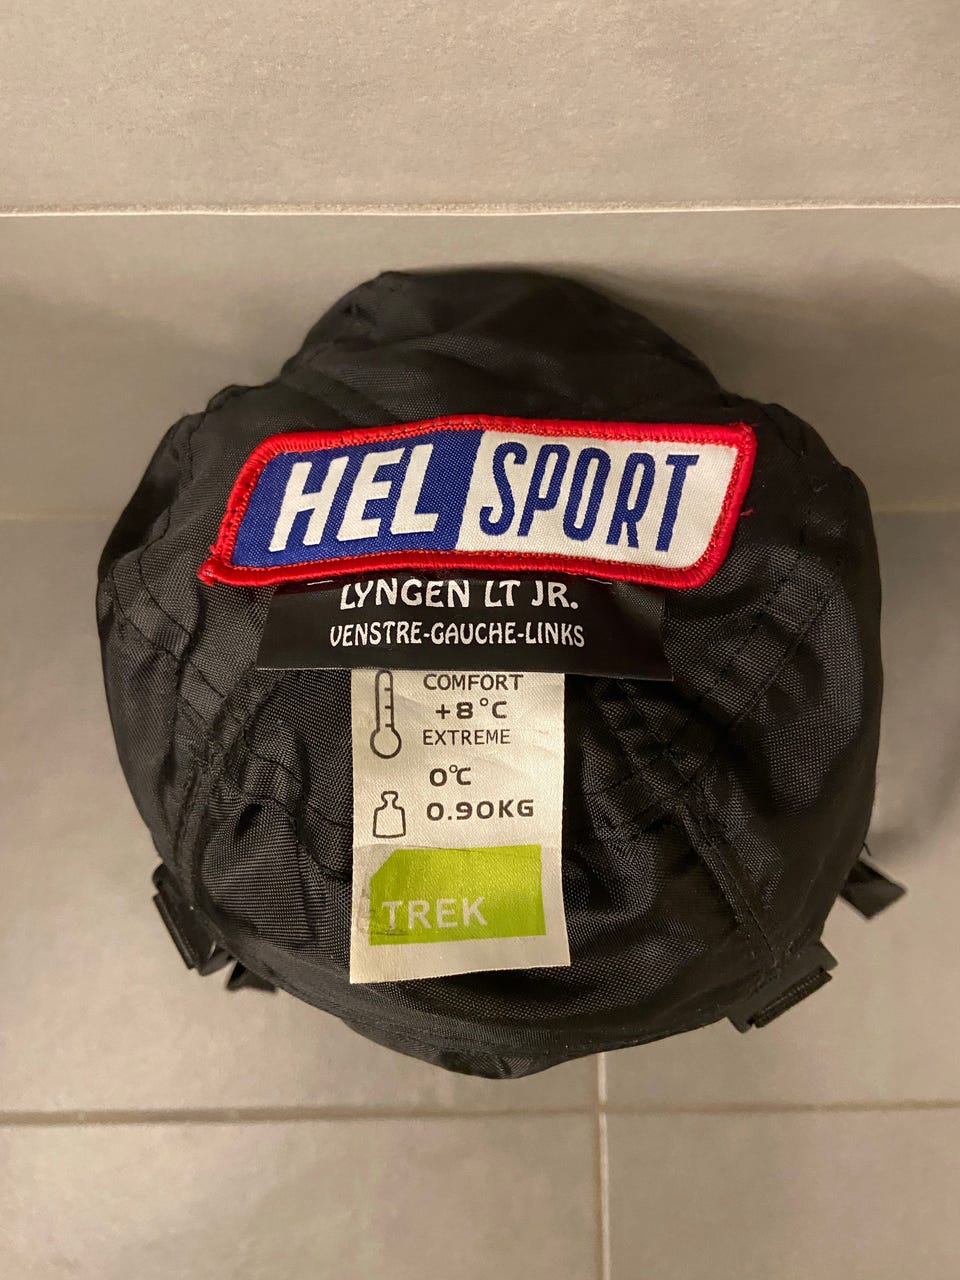 HEL SPORT
LYNGEN LT JR.
VENSTRE-GAUCHE-LINKS
COMFORT
+8°C
EXTREME
0°C
0.90KG
TREK